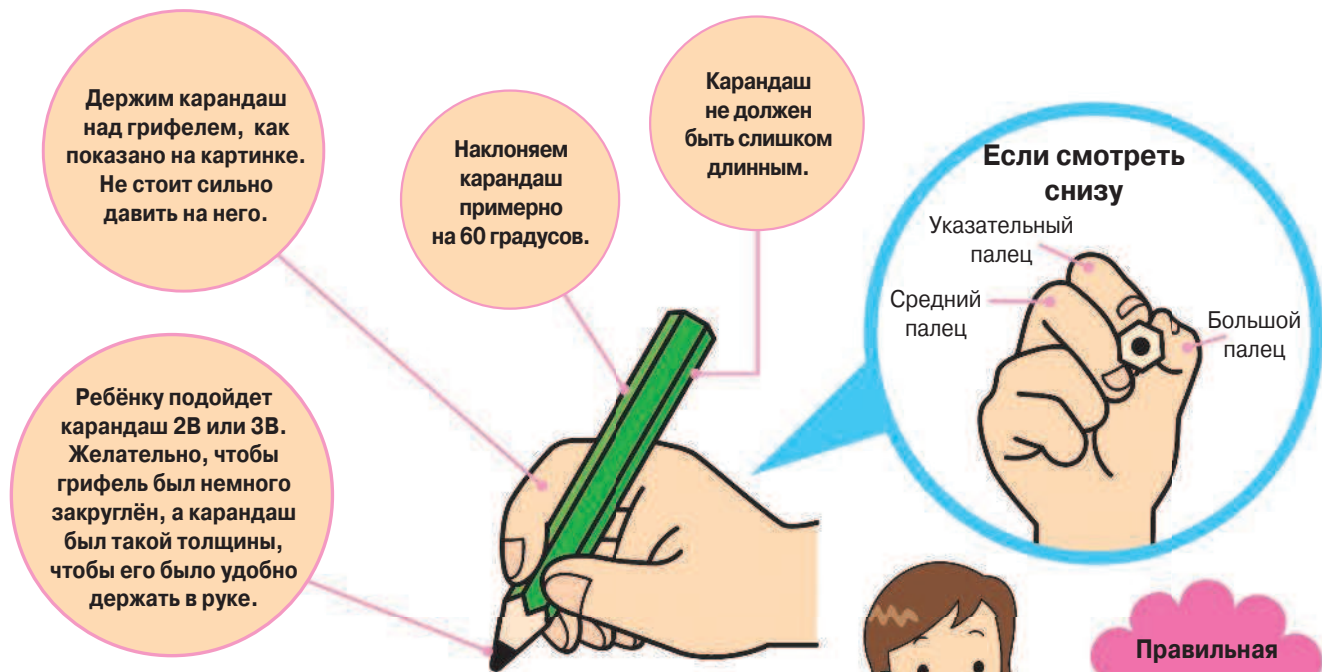 Держим карандаш
над грифелем, как
показано на картинке.
Не стоит сильно
давить на него.
Наклоняем
карандаш
примерно
на 60 градусов.
Карандаш
не должен
быть слишком
длинным.
Если смотреть
снизу
Указательный
палец
Средний
палец
Большой
палец
Ребёнку подойдет
карандаш 2В или 3В.
Желательно, чтобы
грифель был немного
закруглён, а карандаш
был такой толщины,
чтобы его было удобно
держать в руке.
Правильная